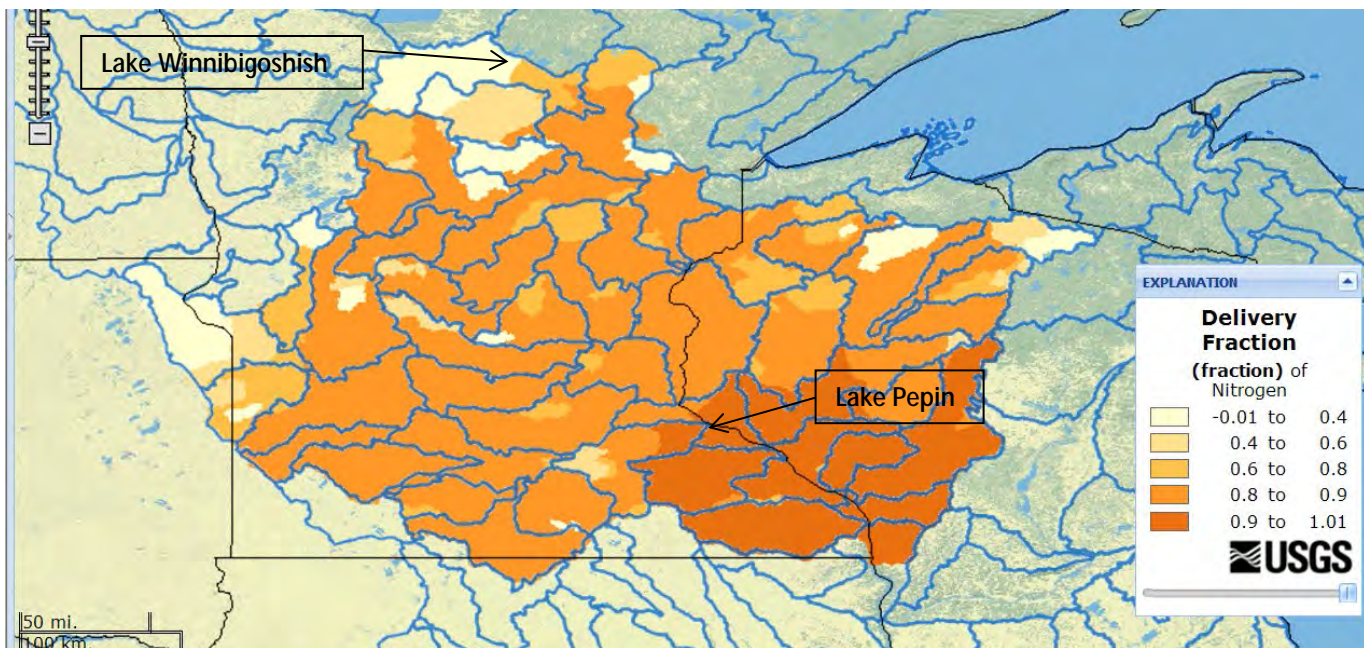 Lake Winnibigoshish
Lake Pepin
EXPLANATION
Delivery
Fraction
(fraction) of
Nitrogen
-0.01 to 0.4
0.4 to 0.6
0.6 to 0.8
0.8 to 0.9
0.9 to 1.01
USGS
50 mi.
100 km